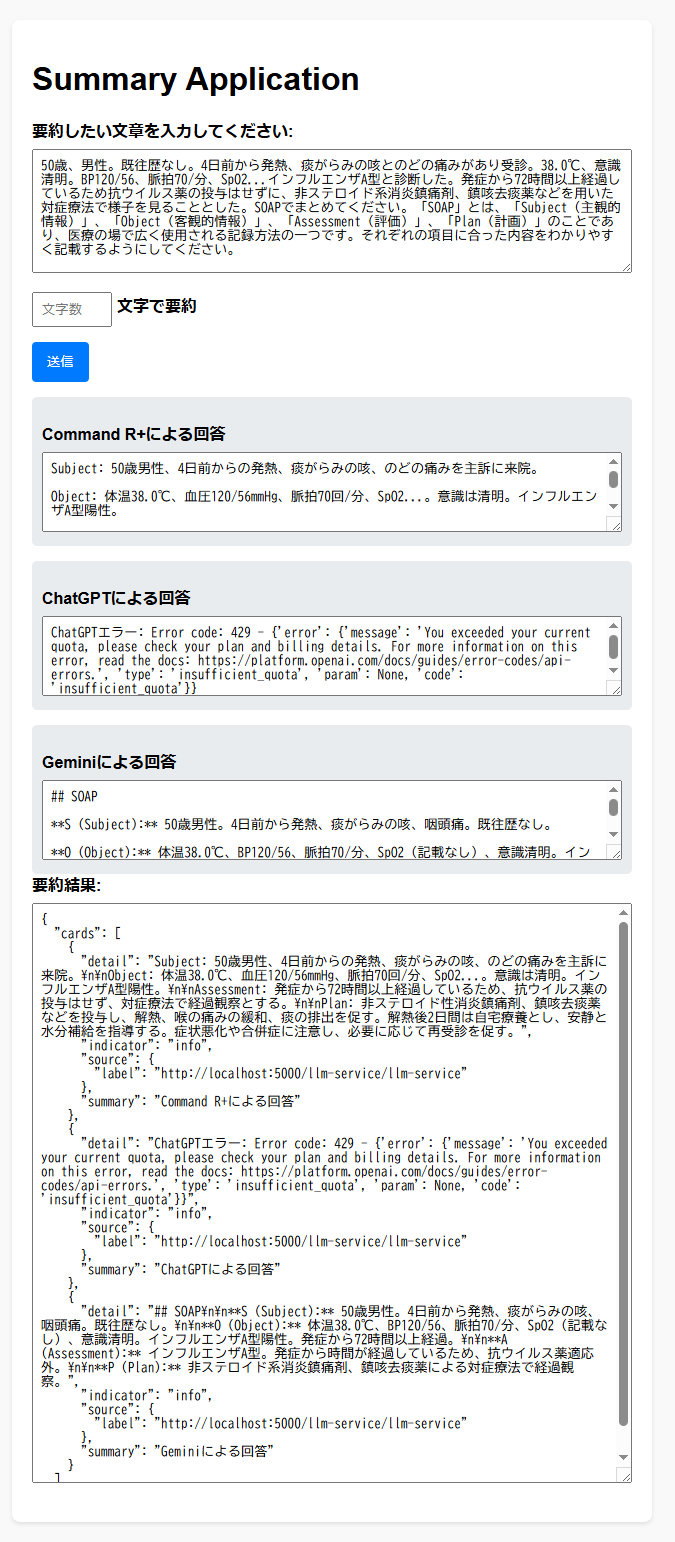 Summary Application
要約したい文章を入力してください:
50歳、男性。既往歴なし。4日前から発熱、痰がらみの咳とのどの痛みがあり受診。38.0℃、意識
清明。BP120/56、脈拍70/分、SpO2...インフルエンザA型と診断した。発症から72時間以上経過し
ているため抗ウイルス薬の投与はせずに、非ステロイド系消炎鎮痛剤、鎮咳去痰薬などを用いた
対症療法で様子を見ることとした。SOAPでまとめてください。「SOAP」とは、「Subject（主観的
情報）」、「Object（客観的情報）」、「Assessment（評価）」、「Plan（計画）」のことであ
り、医療の場で広く使用される記録方法の一つです。それぞれの項目に合った内容をわかりやす
く記載するようにしてください。
文字数 文字で要約
送信
Command R+による回答
Subject: 50歳男性、4日前からの発熱、痰がらみの咳、のどの痛みを主訴に来院。
Object: 体温38.0℃、血圧120/56mmHg、脈拍70回/分、SpO2...。意識は清明。インフルエン
ザA型陽性。
ChatGPTによる回答
ChatGPTエラー: Error code: 429 - {'error': {'message': 'You exceeded your current
quota, please check your plan and billing details. For more information on this
error, read the docs: https://platform.openai.com/docs/guides/error-codes/api-
errors.', 'type': 'insufficient_quota', 'param': None, 'code':
'insufficient_quota'}}
Geminiによる回答
## SOAP
**S (Subject):** 50歳男性。4日前から発熱、痰がらみの咳、咽頭痛。既往歴なし。
**O (Object):** 体温38.0℃、BP120/56、脈拍70/分、SpO2（記載なし）、意識清明。イン
要約結果:
{
"cards": [
{
"detail": "Subject: 50歳男性、4日前からの発熱、痰がらみの咳、のどの痛みを主訴に
来院。¥n¥nObject: 体温38.0℃、血圧120/56mmHg、脈拍70回/分、SpO2...。意識は清明。イン
フルエンザA型陽性。¥n¥nAssessment: 発症から72時間以上経過しているため、抗ウイルス薬の
投与はせず、対症療法で経過観察とする。¥n¥nPlan: 非ステロイド性消炎鎮痛剤、鎮咳去痰薬
などを投与し、解熱、喉の痛みの緩和、痰の排出を促す。解熱後2日間は自宅療養とし、安静と
水分補給を指導する。症状悪化や合併症に注意し、必要に応じて再受診を促す。",
"indicator": "info",
"source": {
"label": "http://localhost:5000/llm-service/llm-service"
},
"summary": "Command R+による回答"
},
{
"detail": "ChatGPTエラー: Error code: 429 - {'error': {'message': 'You exceeded
your current quota, please check your plan and billing details. For more information
on this error, read the docs: https://platform.openai.com/docs/guides/error-
codes/api-errors.', 'type': 'insufficient_quota', 'param': None, 'code':
'insufficient_quota'}}",
"indicator": "info",
"source": {
"label": "http://localhost:5000/llm-service/llm-service"
},
"summary": "ChatGPTによる回答"
},
{
"detail": "## SOAP¥n¥n**S (Subject):** 50歳男性。4日前から発熱、痰がらみの咳、
咽頭痛。既往歴なし。¥n¥n**O (Object):** 体温38.0℃、BP120/56、脈拍70/分、SpO2（記載な
し）、意識清明。インフルエンザA型陽性。発症から72時間以上経過。¥n¥n**A
(Assessment):** インフルエンザA型。発症から時間が経過しているため、抗ウイルス薬適応
外。¥n¥n**P (Plan):** 非ステロイド系消炎鎮痛剤、鎮咳去痰薬による対症療法で経過観
察。",
"indicator": "info",
"source": {
"label": "http://localhost:5000/llm-service/llm-service"
},
"summary": "Geminiによる回答"
}
]